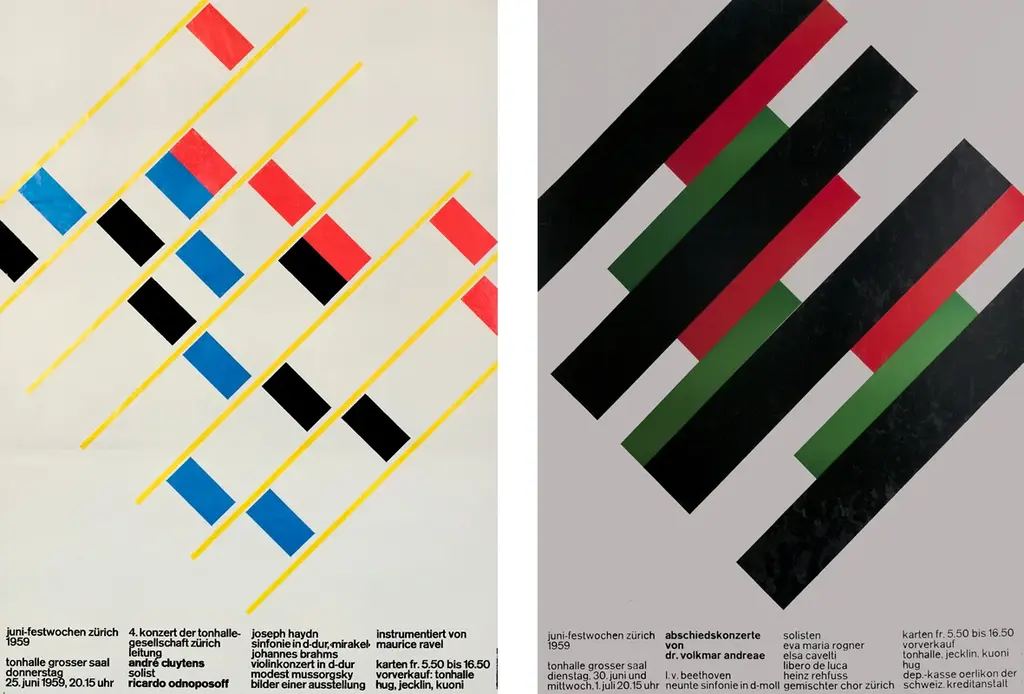 juni-festwochen zürich
1959
tonhalle grosser saal
donnerstag
25. juni 1959, 20.15 uhr
4. konzert der tonhalle-
gesellschaft zürich
leitung
andré cluytens
solist
ricardo odnoposoff
joseph haydn
sinfonie in d-dur,‹mirakel›
johannes brahms
violinkonzert in d-dur
modest mussorgsky
bilder einer ausstellung
instrumentiert von
maurice ravel
karten fr. 5.50 bis 16.50
vorverkauf: tonhalle
hug, jecklin, kuoni
juni-festwochen zürich
1959
tonhalle grosser saal
dienstag, 30. juni und
mittwoch, 1. juli 20.15 uhr
abschiedskonzerte
von
dr. volkmar andreae
l. v. beethoven
neunte sinfonie in d-moll
solisten
eva maria rogner
elsa cavelti
libero de luca
heinz rehfuss
gemischter chor zürich
karten fr. 5.50 bis 16.50
vorverkauf
tonhalle, jecklin, kuoni
hug
dep.-kasse oerlikon der
schweiz. kreditanstalt